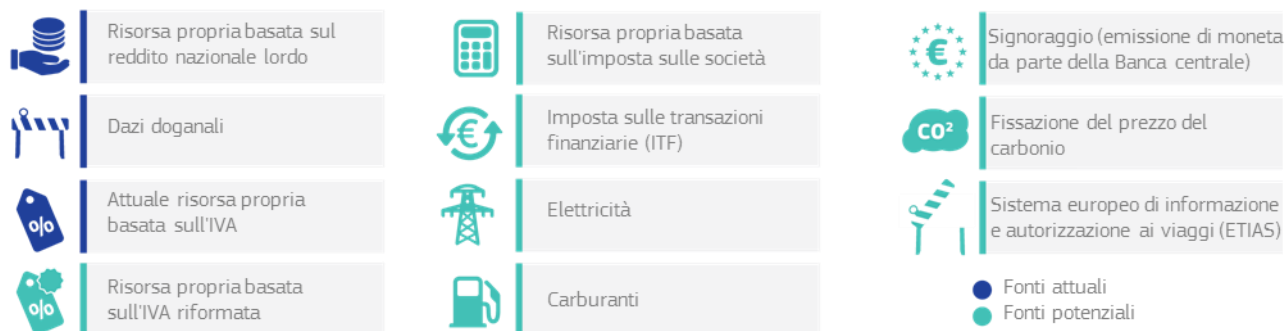 Risorsa propria basata sul
reddito nazionale lordo
Dazi doganali
%
Attuale risorsa propria
basata sull'IVA
%
Risorsa propria basata
sull'IVA riformata
Risorsa propria basata
sull'imposta sulle società
€
Imposta sulle transazioni
finanziarie (ITF)
Elettricità
Carburanti
€
Signoraggio (emissione di moneta
da parte della Banca centrale)
CO²
Fissazione del prezzo del
carbonio
Sistema europeo di informazione
e autorizzazione ai viaggi (ETIAS)
Fonti attuali
Fonti potenziali